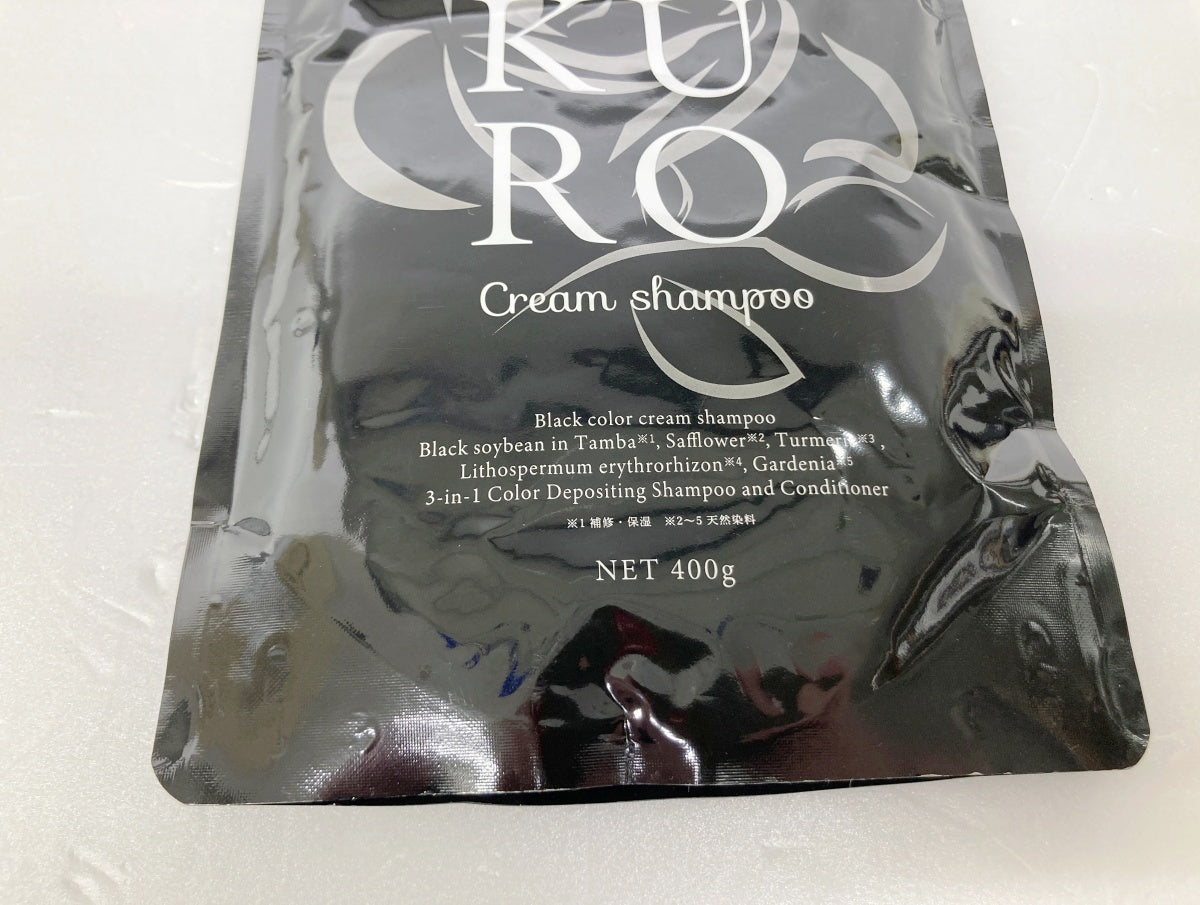 KU
RO
Cream shampoo
Black color cream shampoo
Black soybean in Tamba※1, Safflower※2, Turmeric※3,
Lithospermum erythrorhizon※4, Gardenia※5
3-in-1 Color Depositing Shampoo and Conditioner
※1 補修・保湿 ※2～5 天然染料
NET 400g